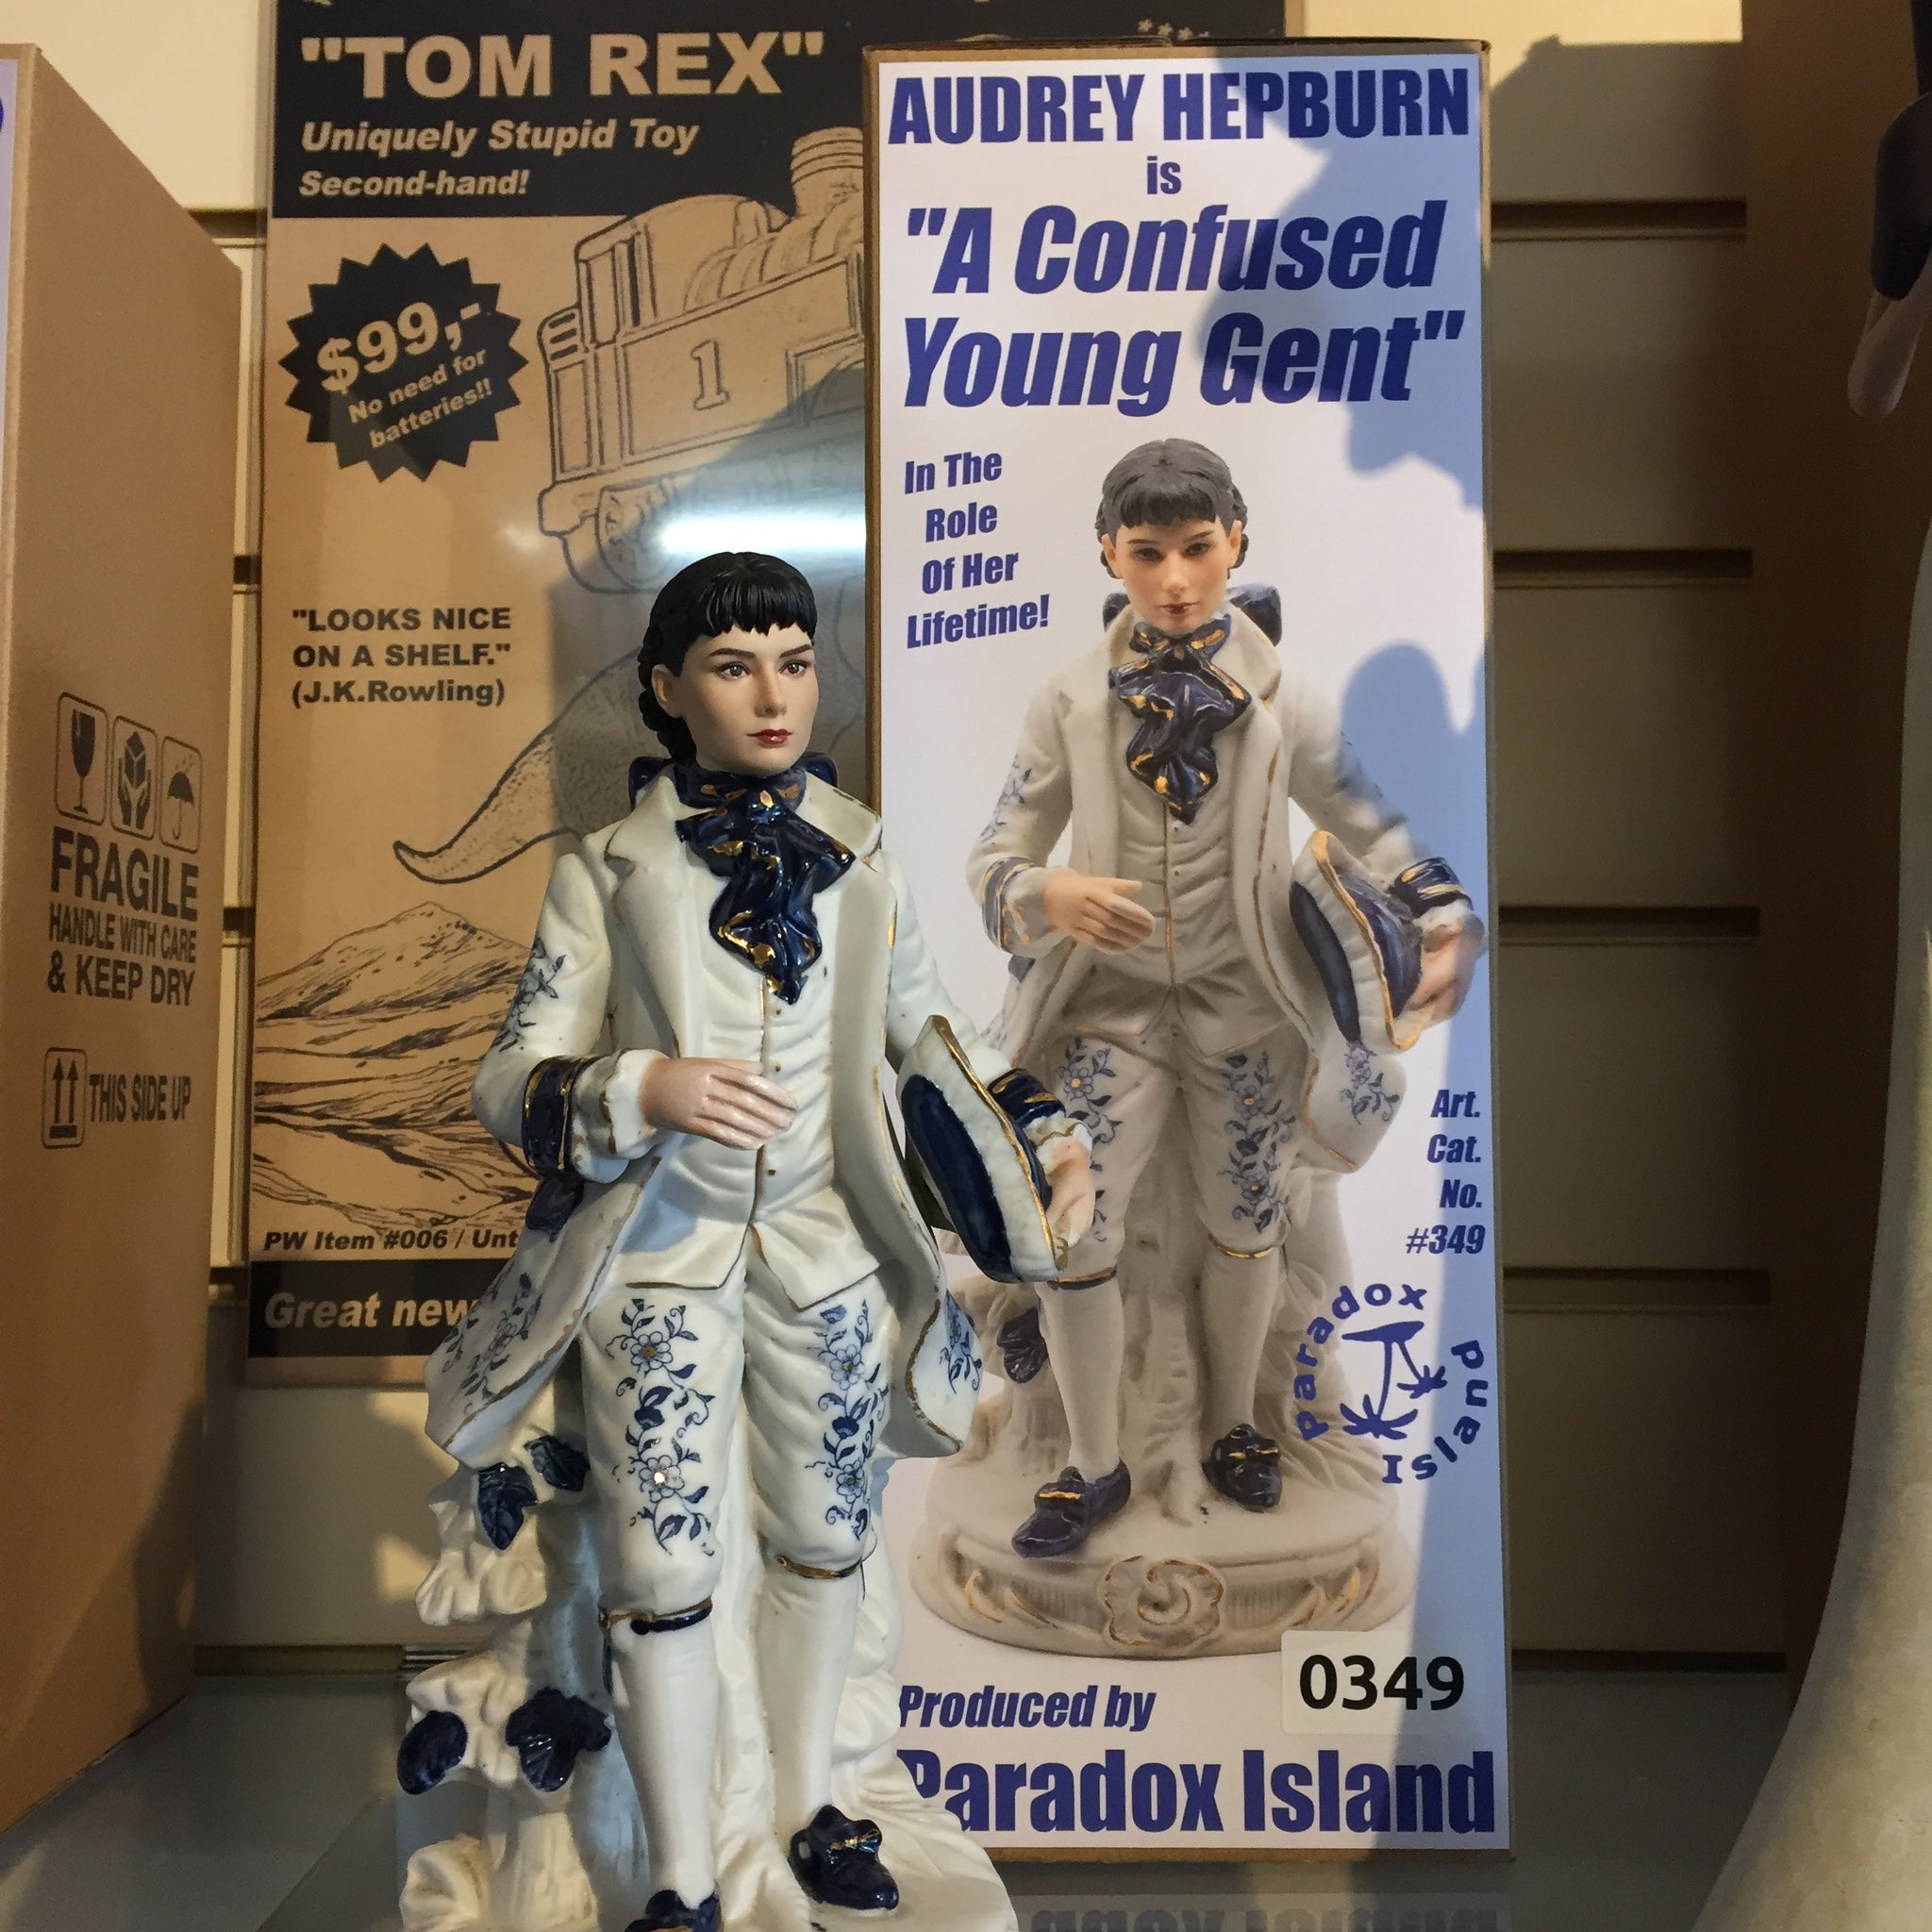 "TOM REX"
Uniquely Stupid Toy
Second-hand!
$99,-
No need for
batteries!!
1
"LOOKS NICE
ON A SHELF."
(J.K.Rowling)
PW Item #006 /
Great
FRAGILE
HANDLE WITH CARE
& KEEP DRY
THIS SIDE UP
AUDREY HEPBURN
is
"A Confused
Young Gent"
In The
Role
Of Her
Lifetime!
Art.
Cat.
No.
#349
Paradox
Island
0349
Produced by
Paradox Island